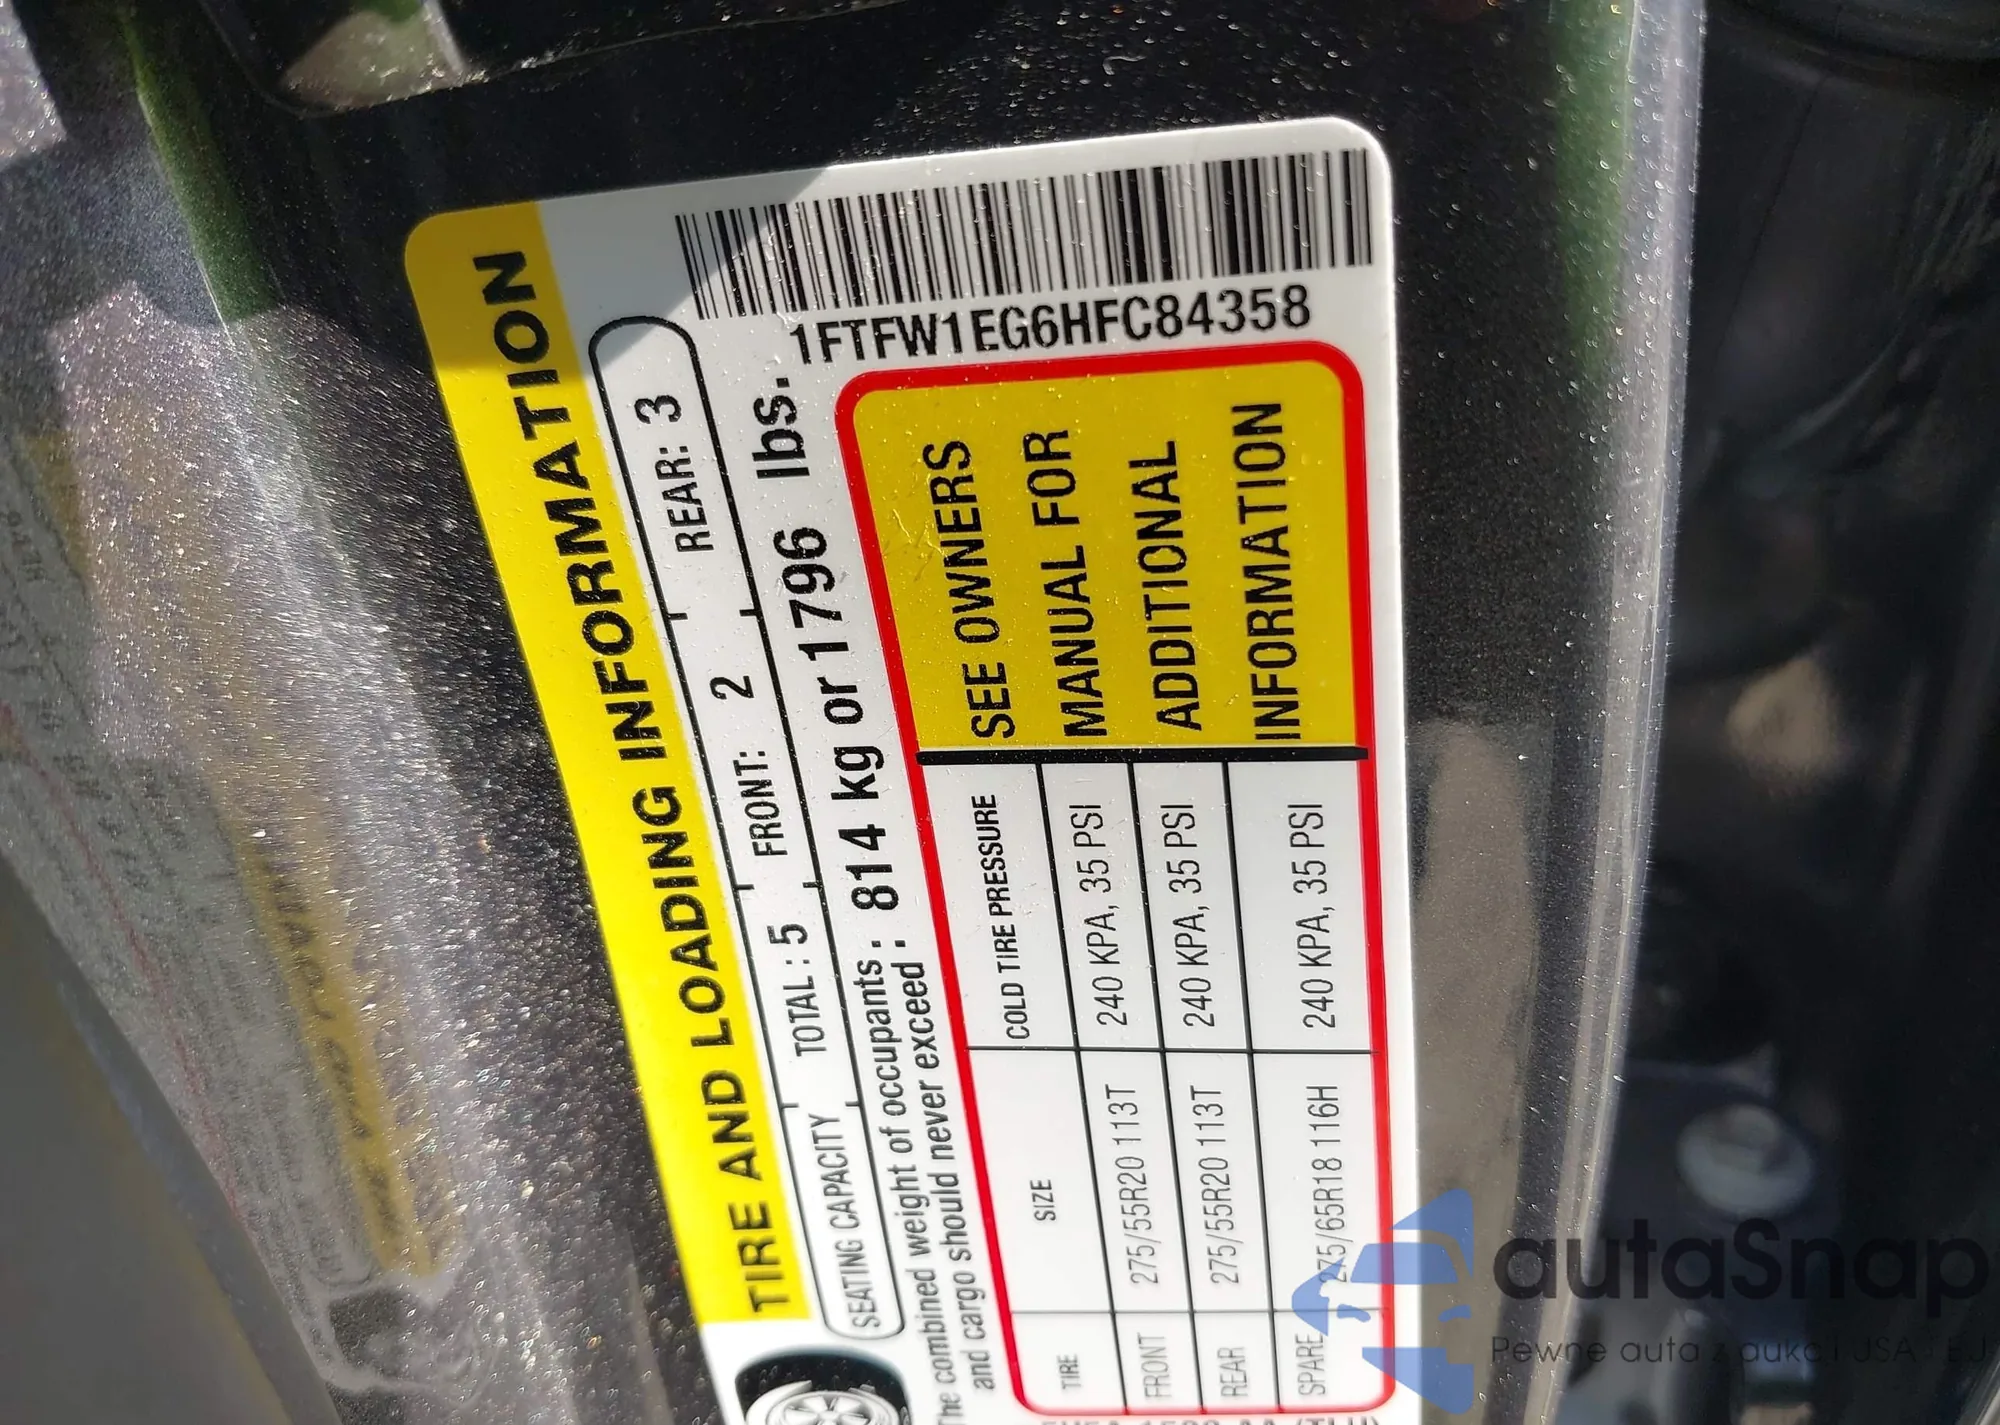 TIRE AND LOADING INFORMATION
SEATING CAPACITY TOTAL : 5 FRONT: 2 REAR: 3
The combined weight of occupants : 814 kg or 1796 lbs.
and cargo should never exceed :
1FTFW1EG6HFC84358
TIRE SIZE COLD TIRE PRESSURE
FRONT 275/55R20 113T 240 KPA, 35 PSI
REAR 275/55R20 113T 240 KPA, 35 PSI
SPARE 275/65R18 116H 240 KPA, 35 PSI
SEE OWNERS
MANUAL FOR
ADDITIONAL
INFORMATION
autaSnap
Pewne auta z